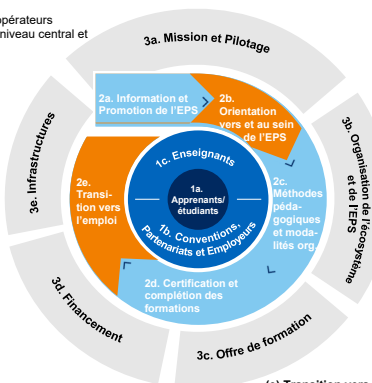 opérateurs
niveau central et
3a. Mission et Pilotage
2a. Information et
Promotion de l'EPS
2b.
Orientation
vers et au sein
de l'EPS
3b. Organisation de l'écosystème
et de l'EPS
3e. Infrastructures
1c. Enseignants
1a.
Apprenants/
étudiants
1b. Conventions,
Partenariats et Employeurs
2e.
Transi-
tion vers
l'emploi
2c.
Méthodes
péda-
gogiques
et moda-
lités org.
2d. Certification et
complétion des
formations
3d. Financement
3c. Offre de formation